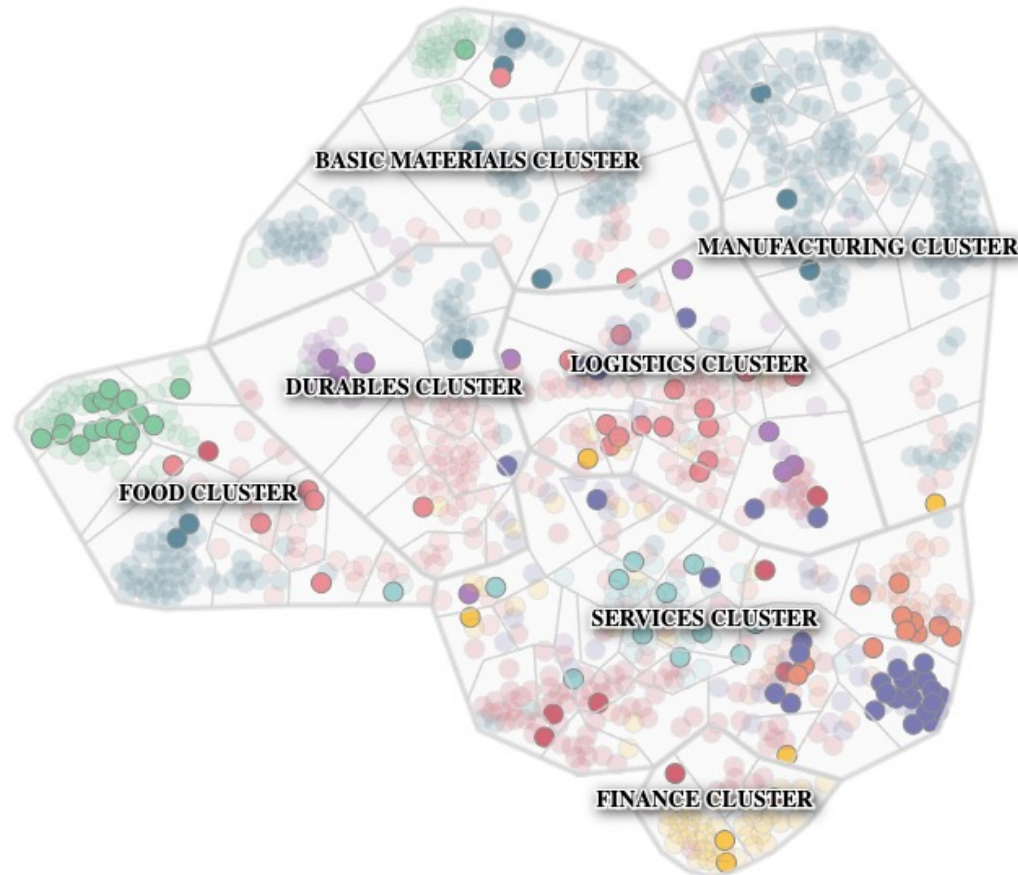 BASIC MATERIALS CLUSTER
MANUFACTURING CLUSTER
LOGISTICS CLUSTER
DURABLES CLUSTER
FOOD CLUSTER
SERVICES CLUSTER
FINANCE CLUSTER